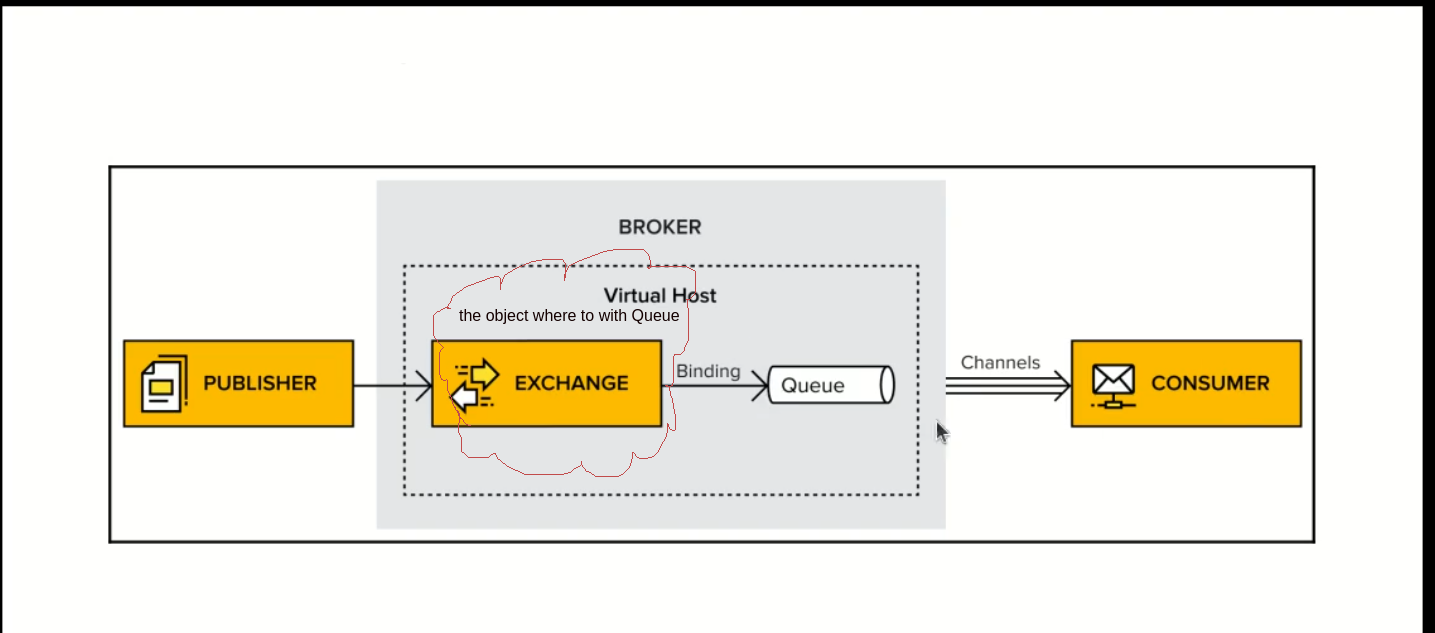 BROKER
Virtual Host
the object where to with Queue
PUBLISHER
EXCHANGE
Binding
Queue
Channels
CONSUMER